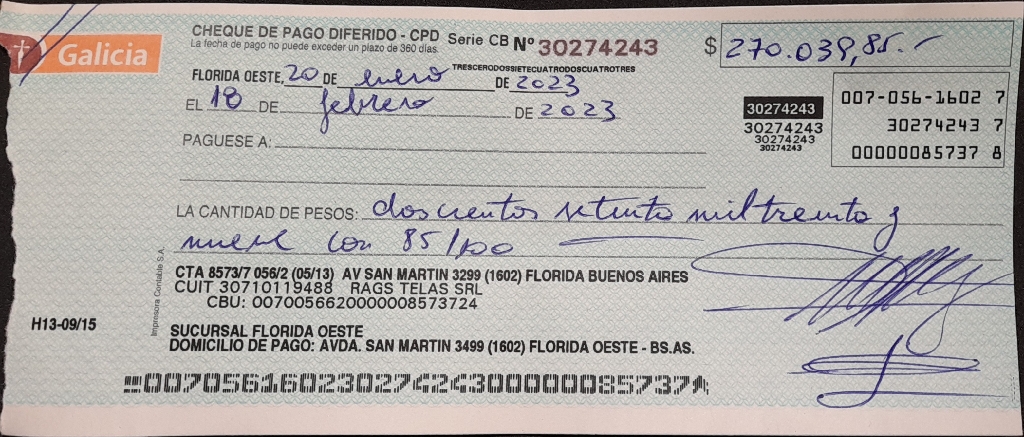 Galicia
CHEQUE DE PAGO DIFERIDO - CPD Serie CB Nº 30274243 $ 270.039,85.-
La fecha de pago no puede exceder un plazo de 360 días.
TRESCERODOSSIETECUATRODOSCUATROTRES
FLORIDA OESTE, 20 DE enero DE 2023
EL 18 DE febrero DE 2023
PAGUESE A:
30274243
30274243
30274243
30274243
007-056-1602 7
30274243 7
00000085737 8
LA CANTIDAD DE PESOS: doscientos setenta mil treinta y
nueve con 85/100
CTA 8573/7 056/2 (05/13) AV SAN MARTIN 3299 (1602) FLORIDA BUENOS AIRES
CUIT 30710119488 RAGS TELAS SRL
CBU: 0070056620000008573724
Impresora Contable S.A.
H13-09/15
SUCURSAL FLORIDA OESTE
DOMICILIO DE PAGO: AVDA. SAN MARTIN 3499 (1602) FLORIDA OESTE - BS.AS.
00705616023027424300000085737